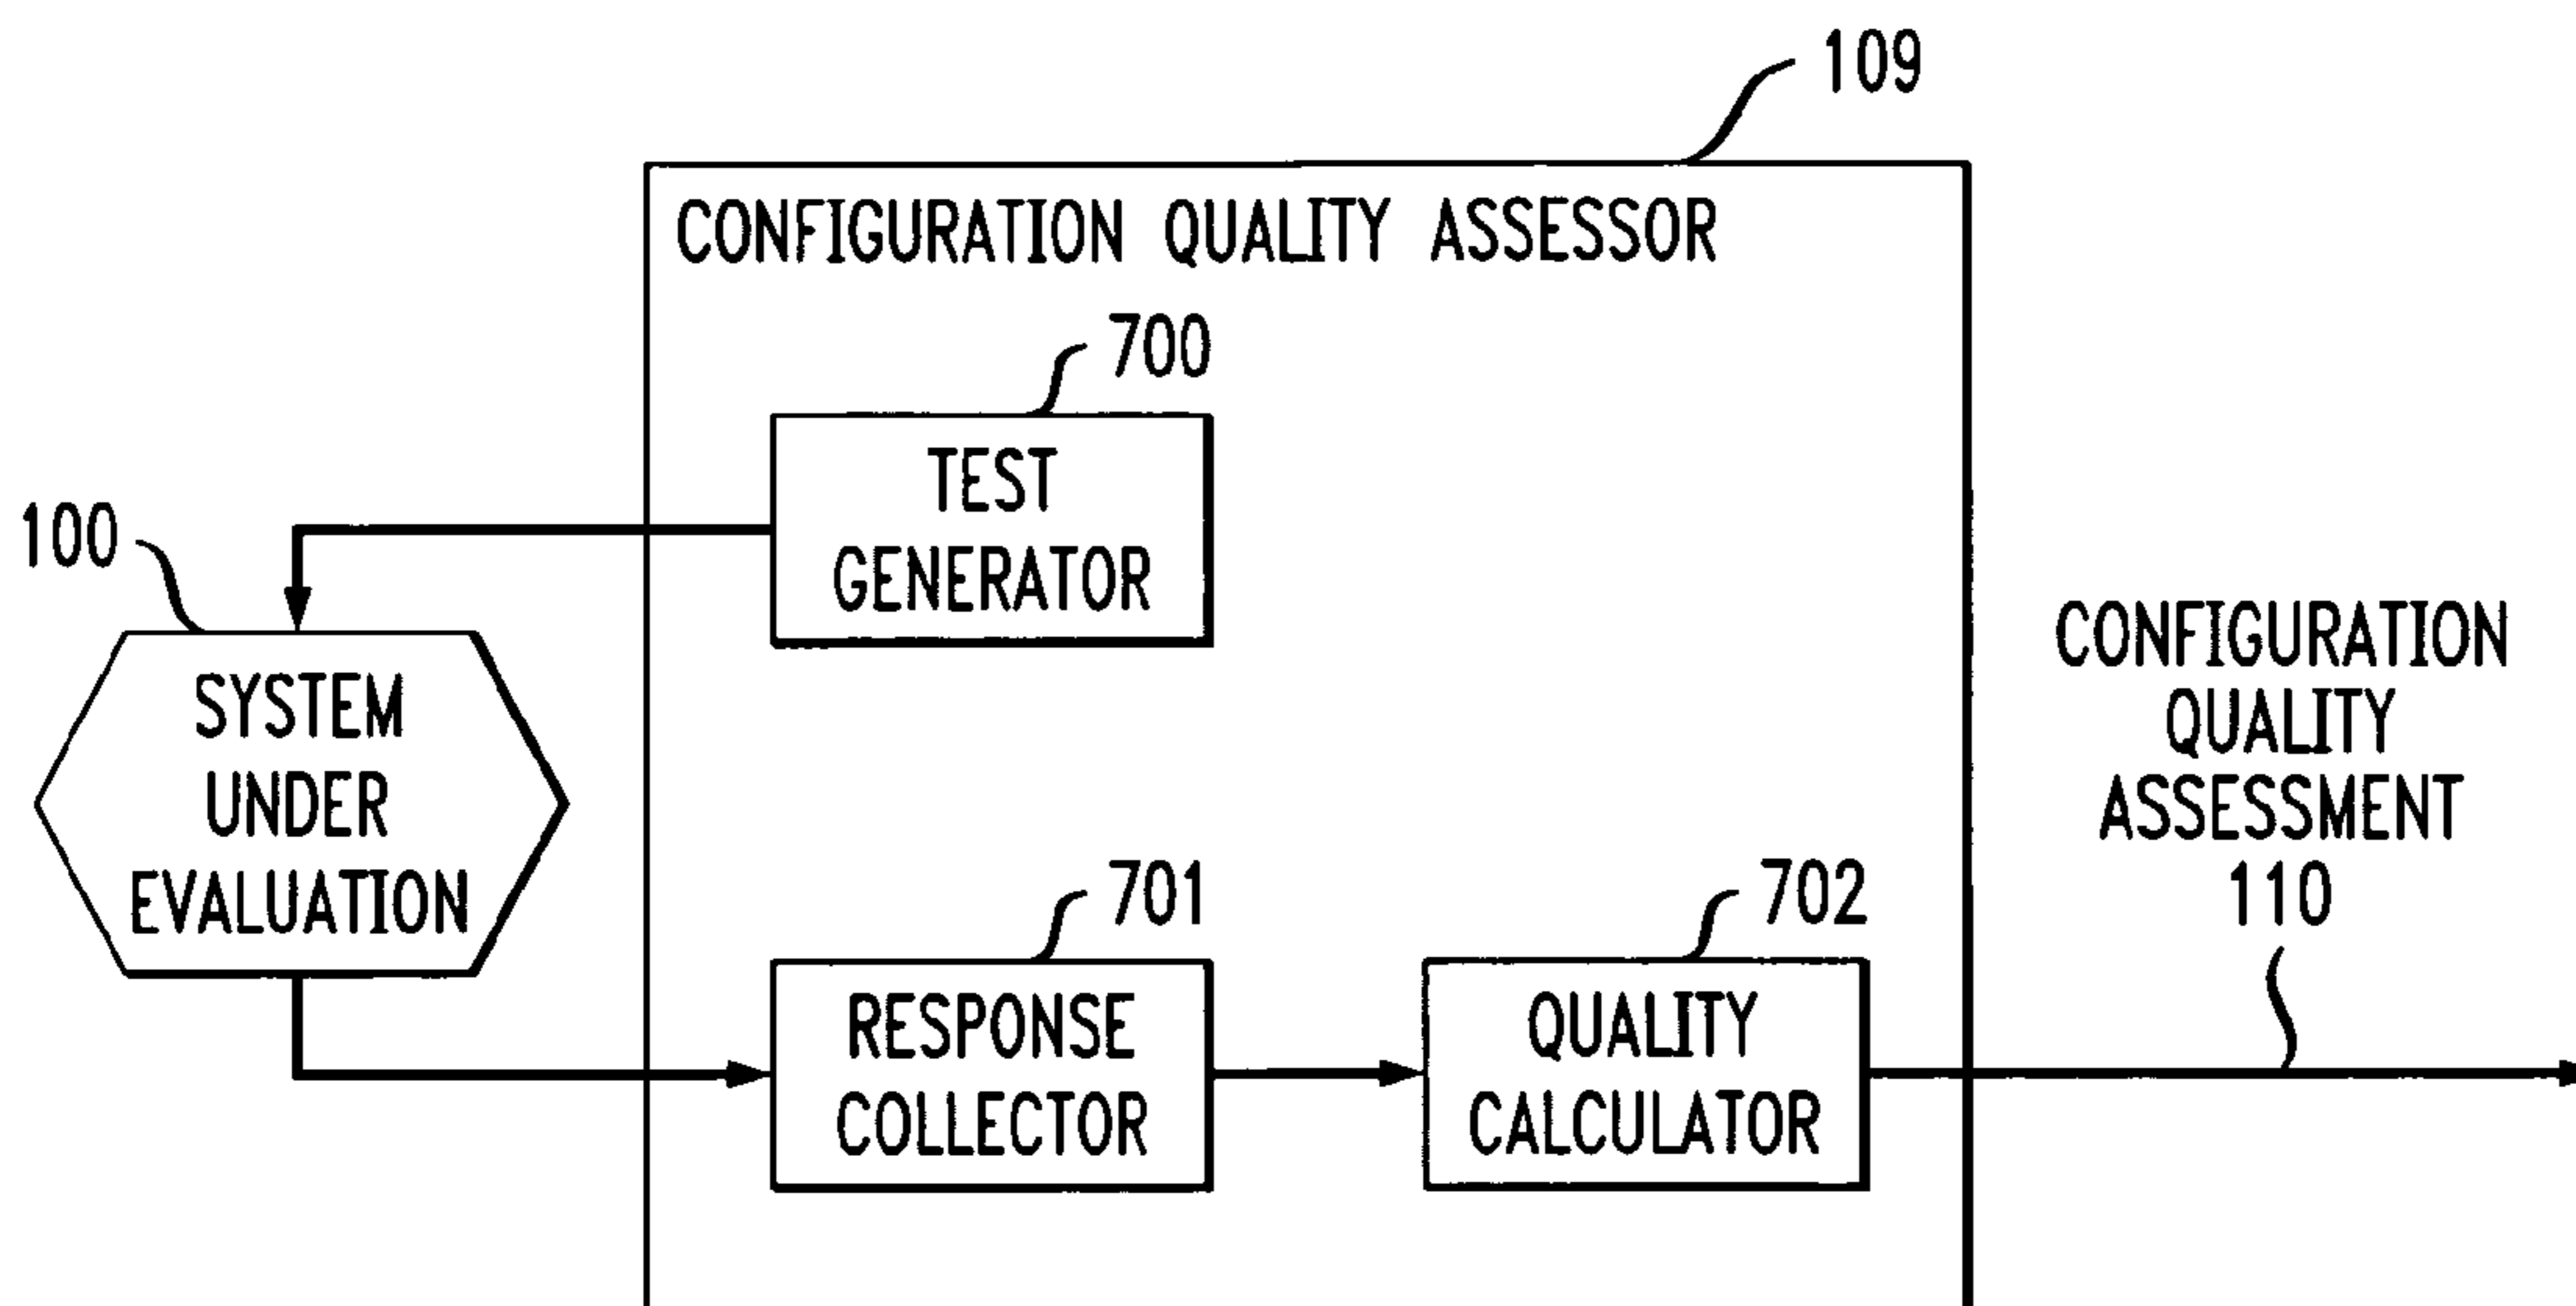 109
CONFIGURATION QUALITY ASSESSOR
700
TEST
GENERATOR
100
SYSTEM
UNDER
EVALUATION
701
RESPONSE
COLLECTOR
702
QUALITY
CALCULATOR
CONFIGURATION
QUALITY
ASSESSMENT
110